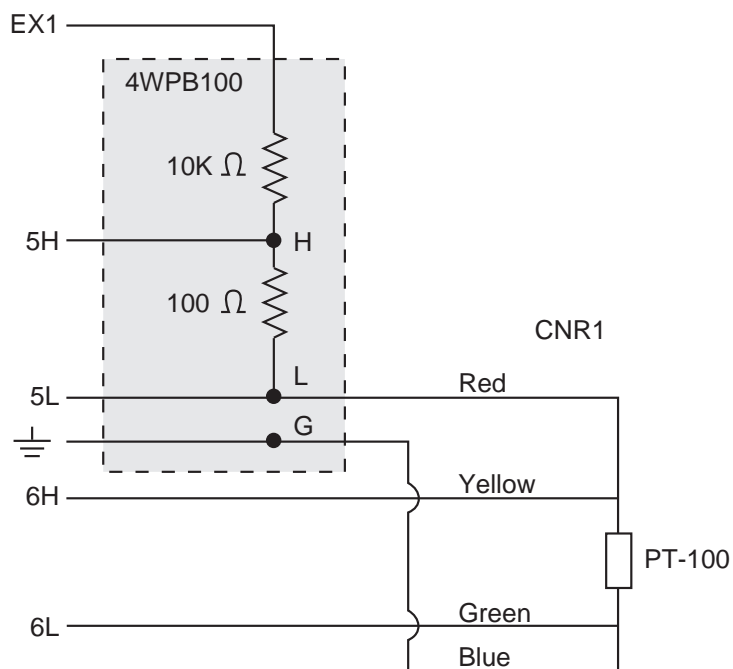 EX1
4WPB100
10K Ω
5H
H
100 Ω
CNR1
L
Red
5L
G
6H
Yellow
PT-100
Green
6L
Blue